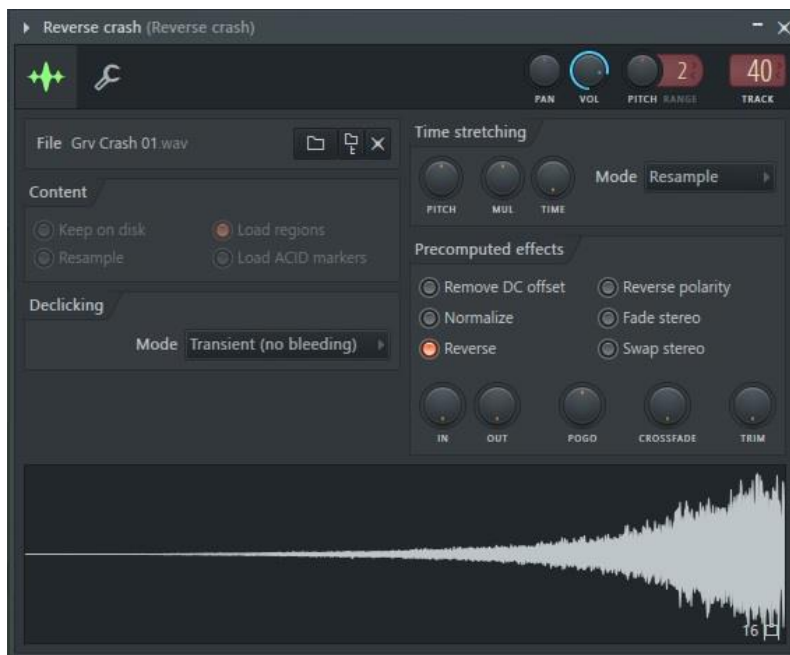 Reverse crash (Reverse crash)
2
40
PAN VOL PITCH RANGE TRACK
File Grv Crash 01.wav
Content
Keep on disk
Load regions
Resample
Load ACID markers
Declicking
Mode Transient (no bleeding)
Time stretching
PITCH MUL TIME
Mode Resample
Precomputed effects
Remove DC offset
Reverse polarity
Normalize
Fade stereo
Reverse
Swap stereo
IN OUT POGO CROSSFADE TRIM
16